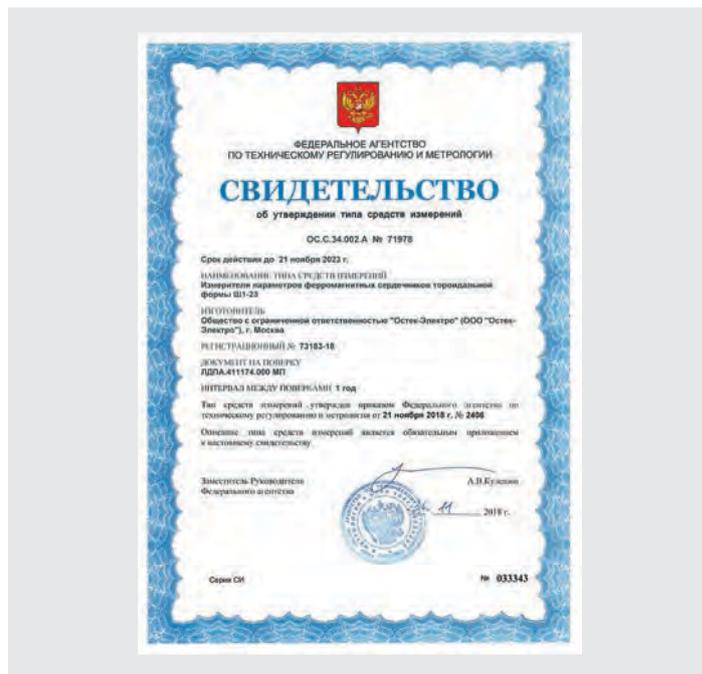 ФЕДЕРАЛЬНОЕ АГЕНТСТВО
ПО ТЕХНИЧЕСКОМУ РЕГУЛИРОВАНИЮ И МЕТРОЛОГИИ
СВИДЕТЕЛЬСТВО
об утверждении типа средств измерений
ОС.С.34.002.А № 71978
Срок действия до 21 ноября 2023 г.
НАИМЕНОВАНИЕ ТИПА СРЕДСТВ ИЗМЕРЕНИЙ
Измерители параметров ферромагнитных сердечников тороидальной
формы Ш1-23
ИЗГОТОВИТЕЛЬ
Общество с ограниченной ответственностью "Остек-Электро" (ООО "Остек-
Электро"), г. Москва
РЕГИСТРАЦИОННЫЙ № 73183-18
ДОКУМЕНТ НА ПОВЕРКУ
ЛДПА.411174.000 МП
ИНТЕРВАЛ МЕЖДУ ПОВЕРКАМИ 1 год
Тип средств измерений утвержден приказом Федерального агентства по
техническому регулированию и метрологии от 21 ноября 2018 г. № 2406
Описание типа средств измерений является обязательным приложением
к настоящему свидетельству.
Заместитель Руководителя
А.В.Кулешов
Федерального агентства
11
2018 г.
Серия СИ
№ 033343